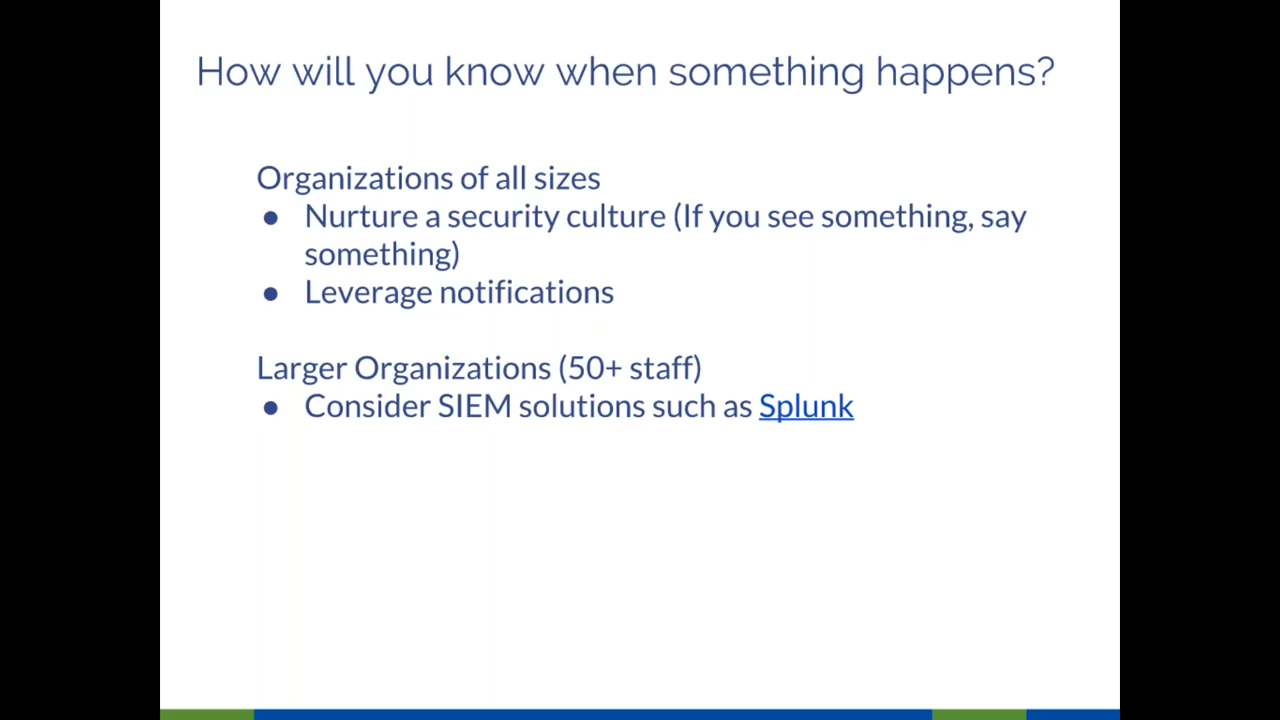 How will you know when something happens?
Organizations of all sizes
● Nurture a security culture (If you see something, say
something)
● Leverage notifications
Larger Organizations (50+ staff)
● Consider SIEM solutions such as Splunk